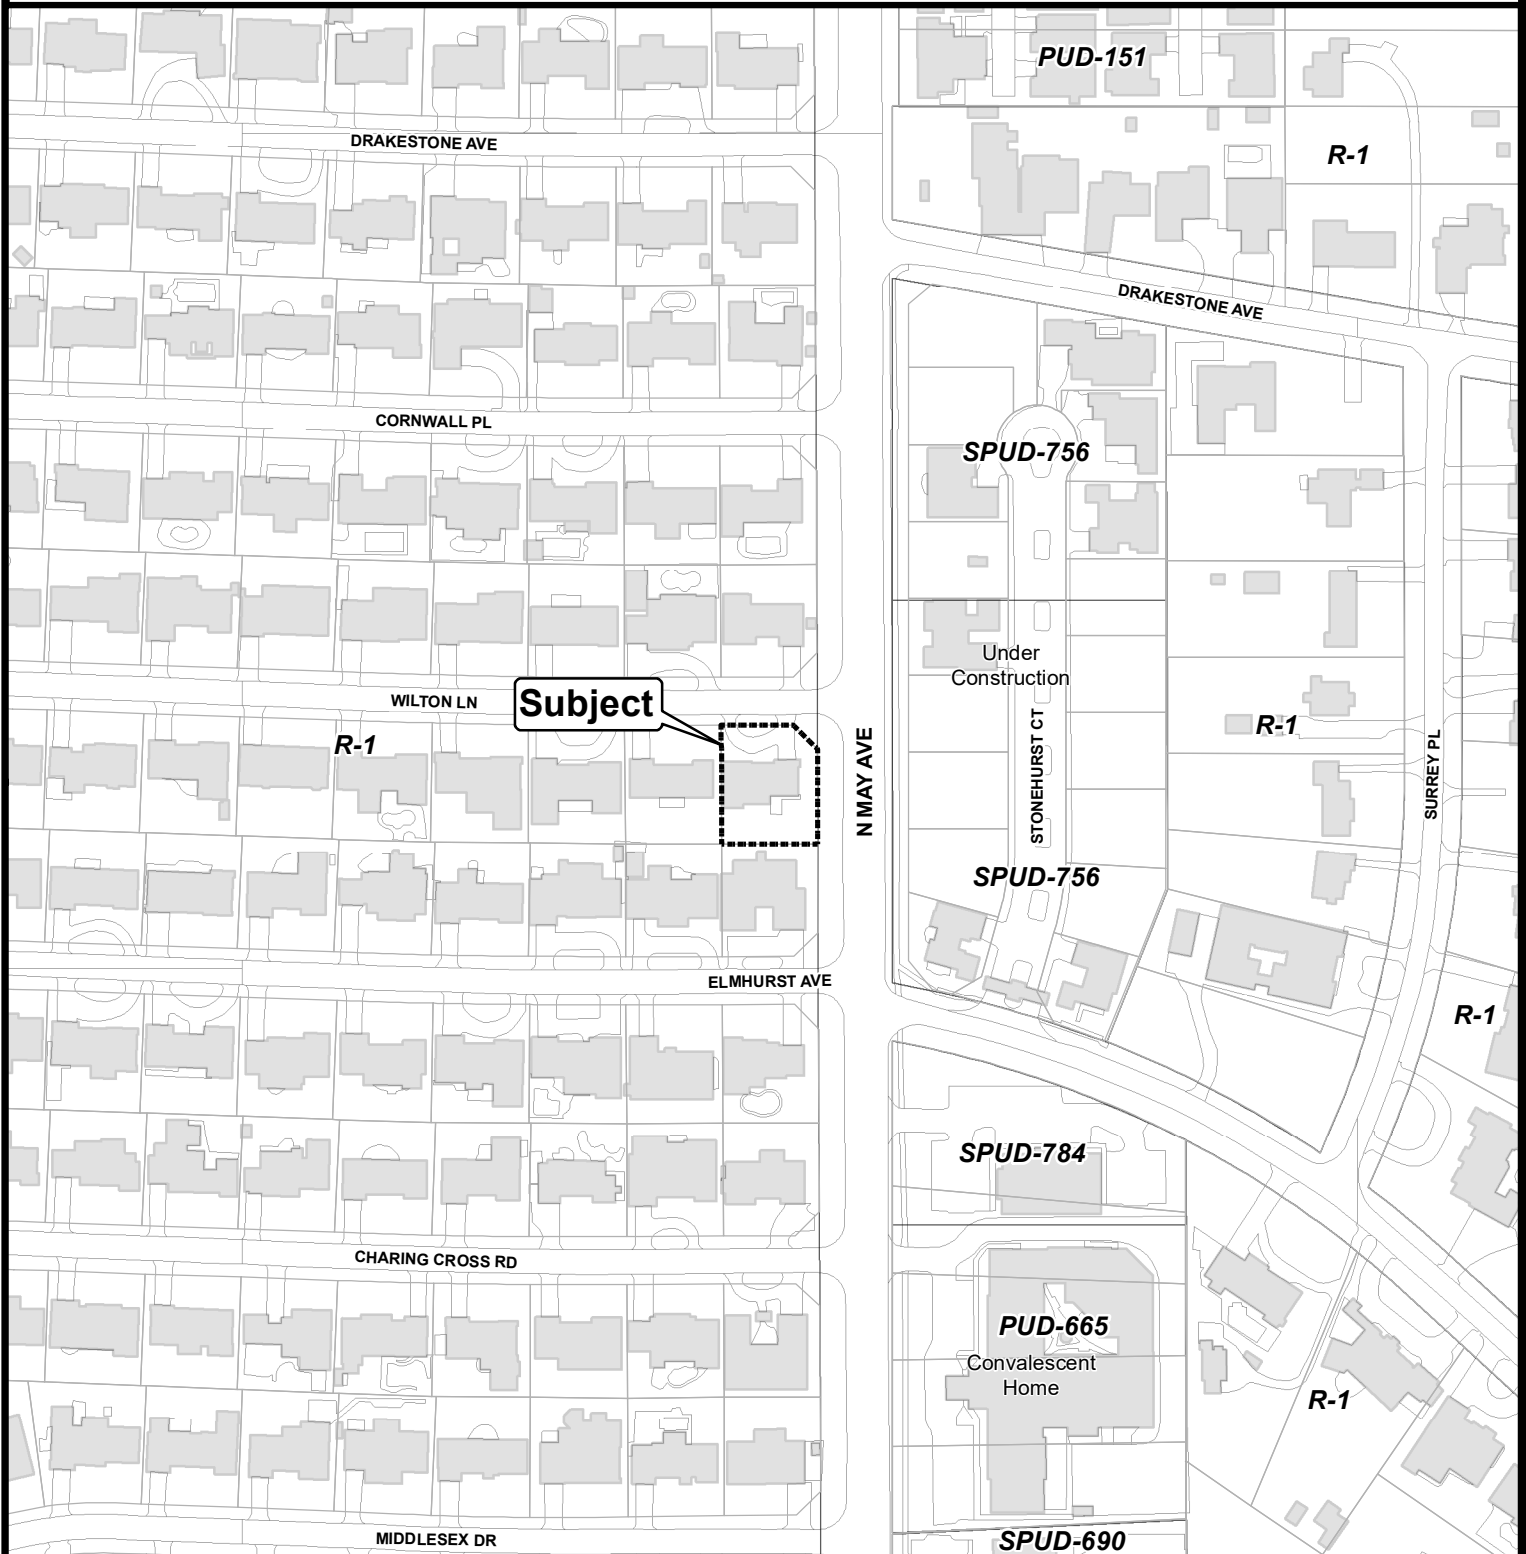 PUD-151
DRAKESTONE AVE
R-1
DRAKESTONE AVE
CORNWALL PL
SPUD-756
Under
Construction
WILTON LN
Subject
R-1
N MAY AVE
STONEHURST CT
R-1
SURREY PL
SPUD-756
ELMHURST AVE
R-1
SPUD-784
CHARING CROSS RD
PUD-665
Convalescent
Home
R-1
MIDDLESEX DR
SPUD-690